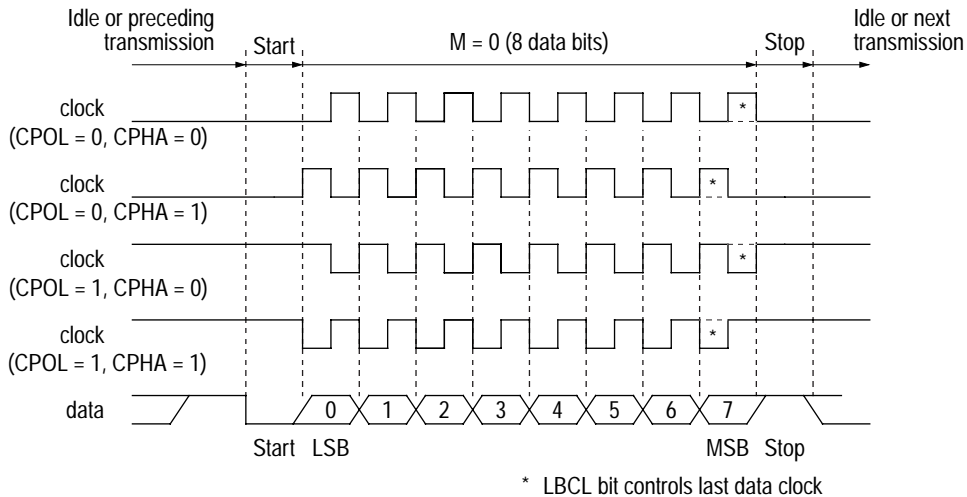 Idle or preceding
transmission
Start
M = 0 (8 data bits)
Stop
Idle or next
transmission
clock
(CPOL = 0, CPHA = 0)
*
clock
(CPOL = 0, CPHA = 1)
*
clock
(CPOL = 1, CPHA = 0)
*
clock
(CPOL = 1, CPHA = 1)
*
data
0 1 2 3 4 5 6 7
Start LSB MSB Stop
* LBCL bit controls last data clock